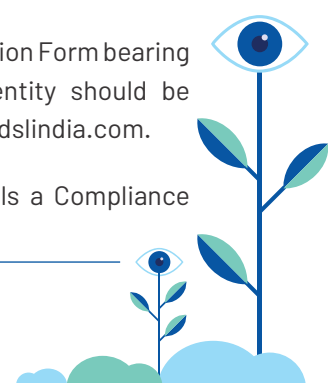 ion Form bearing
entity should be
dslindia.com.
ls a Compliance